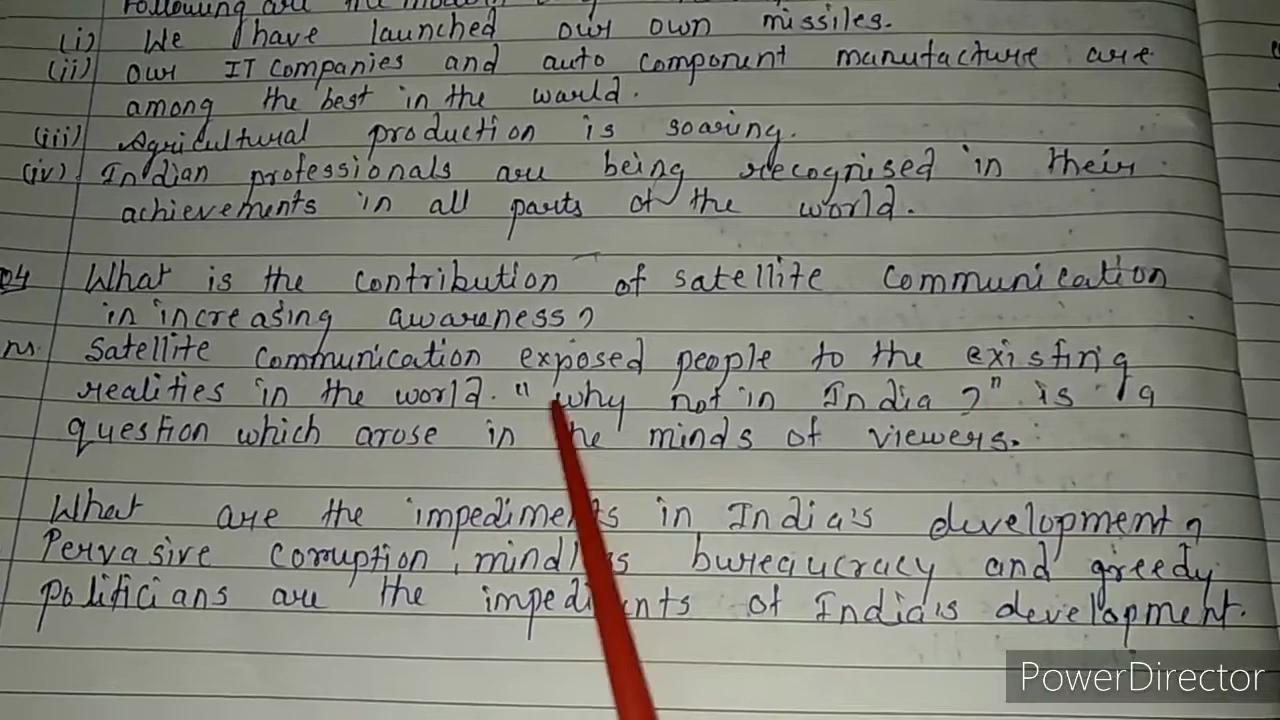 Following are the
(i) We have launched our own missiles.
(ii) our IT companies and auto component manufacture are
among the best in the world.
(iii) Agricultural production is soaring.
(iv) Indian professionals are being recognised in their
achievements in all parts of the world.
Q4 What is the contribution of satellite communication
in increasing awareness?
Satellite communication exposed people to the existing
realities in the world. "why not in India?" is a
question which arose in the minds of viewers.
What are the impediments in India's development?
Pervasive corruption, mindless bureaucracy and greedy
politicians are the impediments of India's development.
PowerDirector